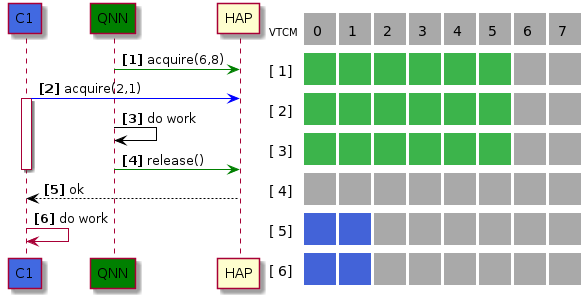 C1 QNN HAP
VTCM 0 1 2 3 4 5 6 7
[1] acquire(6,8)
[ 1]
[2] acquire(2,1)
[ 2]
[3] do work
[ 3]
[4] release()
[ 4]
[5] ok
[ 5]
[6] do work
[ 6]
C1 QNN HAP